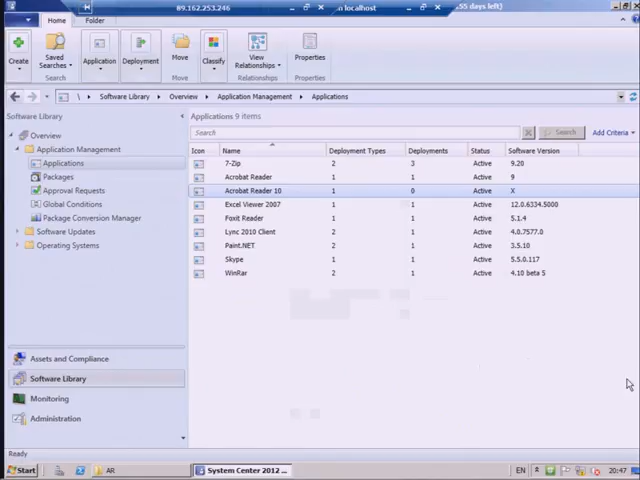 89.162.253.246
n localhost
55 days left)
Home
Folder
Create
Saved Searches
Application
Deployment
Move
Classify
View Relationships
Properties
Search
Relationships
\ Software Library Overview Application Management Applications
Software Library
Overview
Application Management
Applications
Packages
Approval Requests
Global Conditions
Package Conversion Manager
Software Updates
Operating Systems
Assets and Compliance
Software Library
Monitoring
Administration
Applications 9 items
Search Search Add Criteria
Icon Name Deployment Types Deployments Status Software Version
7-Zip 2 3 Active 9.20
Acrobat Reader 1 1 Active 9
Acrobat Reader 10 1 0 Active X
Excel Viewer 2007 1 1 Active 12.0.6334.5000
Foxit Reader 1 1 Active 5.1.4
Lync 2010 Client 2 1 Active 4.0.7577.0
Paint.NET 2 1 Active 3.5.10
Skype 1 1 Active 5.5.0.117
WinRar 2 1 Active 4.10 beta 5
Ready
Start AR System Center 2012 ... EN 20:47